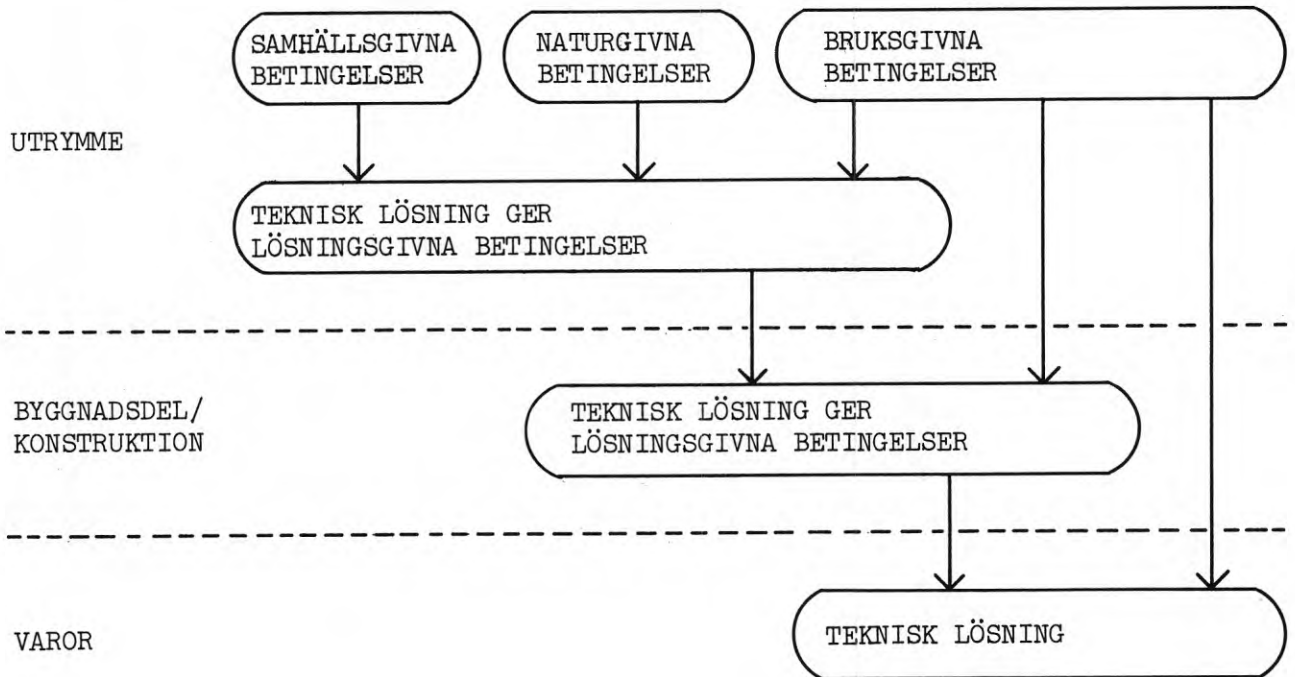 SAMHÄLLSGIVNA
BETINGELSER
NATURGIVNA
BETINGELSER
BRUKSGIVNA
BETINGELSER
UTRYMME
TEKNISK LÖSNING GER
LÖSNINGSGIVNA BETINGELSER
BYGGNADSDEL/
KONSTRUKTION
TEKNISK LÖSNING GER
LÖSNINGSGIVNA BETINGELSER
VAROR
TEKNISK LÖSNING